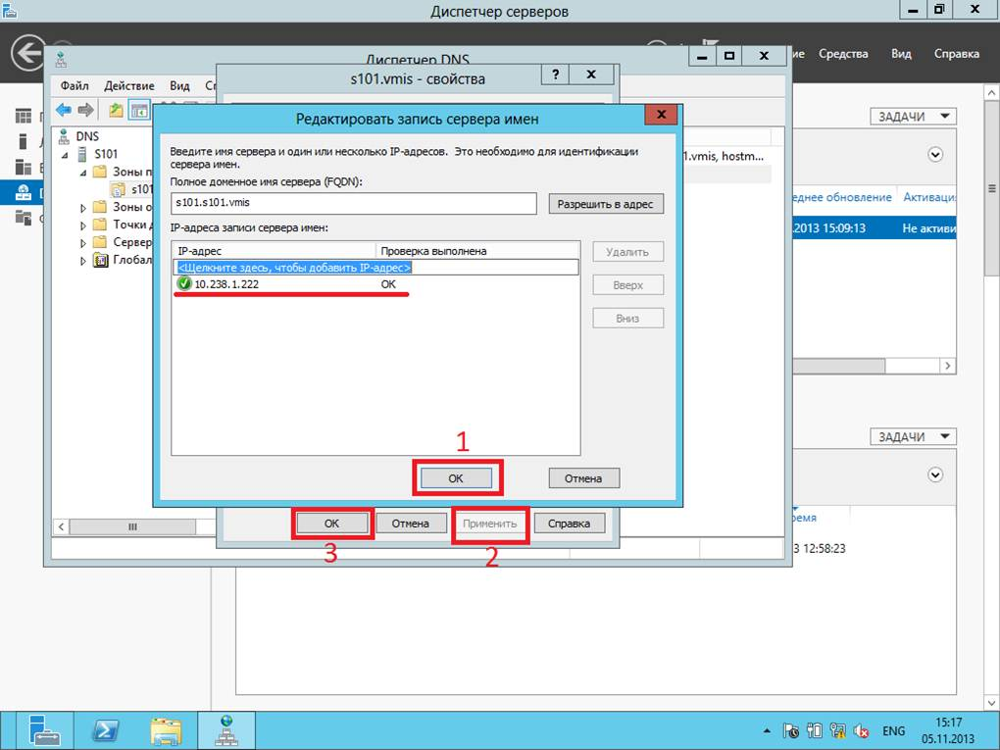 Диспетчер серверов
Средства Вид Справка
Диспетчер DNS
s101.vmis - свойства
?
Файл Действие Вид
Редактировать запись сервера имен
DNS
S101
Зоны п
s101
Зоны о
Точки д
Сервер
Глобал
Введите имя сервера и один или несколько IP-адресов. Это необходимо для идентификации
сервера имен.
Полное доменное имя сервера (FQDN):
s101.s101.vmis
Разрешить в адрес
IP-адреса записи сервера имен:
IP-адрес Проверка выполнена
<Щелкните здесь, чтобы добавить IP-адрес>
10.238.1.222 OK
Удалить
Вверх
Вниз
1
ОК Отмена
ОК Отмена Применить Справка
3 2
1.vmis, hostm...
ЗАДАЧИ
еднее обновление Активаци
2013 15:09:13 Не активи
ЗАДАЧИ
ремя
3 12:58:23
ENG
15:17
05.11.2013